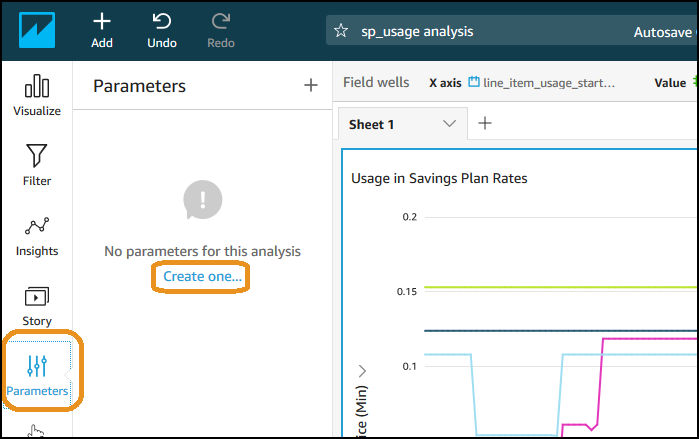 Add
Undo
Redo
sp_usage analysis
Autosave
Visualize
Filter
Insights
Story
Parameters
Parameters
No parameters for this analysis
Create one...
Field wells
X axis
line_item_usage_start...
Value
Sheet 1
Usage in Savings Plan Rates
0.2
0.15
0.1
ice (Min)